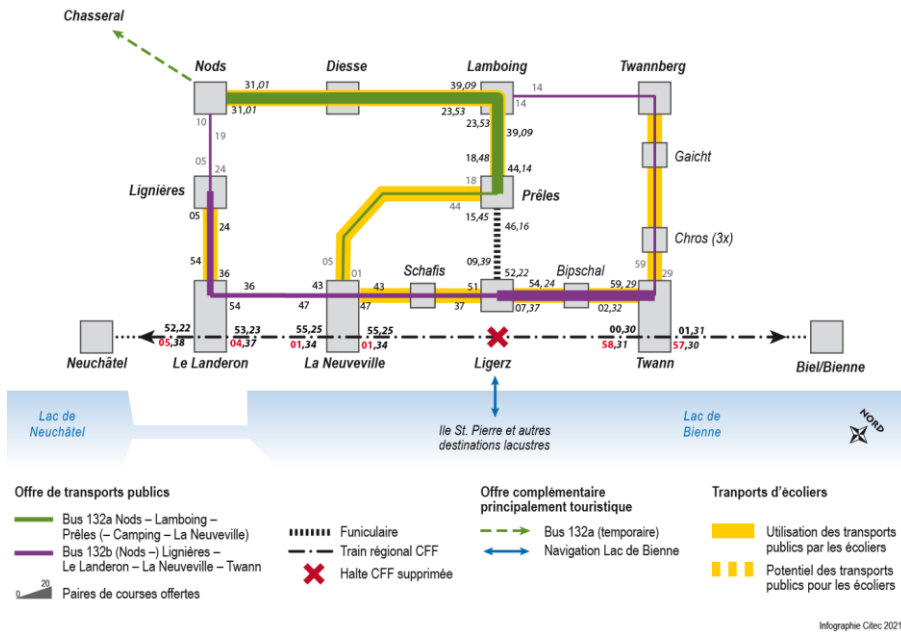 Chasseral
Nods
Diesse
Lamboing
Twannberg
31,01
39,09
14
31,01
23,53
14
10
23,53
39,09
19
Gaicht
05
18,48
44,14
24
18
Lignières
Prêles
44
05
15,45
46,16
24
Chros (3x)
54
36
05
01
Schafis
09,39
52,22
Bipschal
59
29
36
43
43
51
54, 24
59, 29
54
47
47
37
07,37
02,32
52,22
53,23
55,25
55,25
00,30
01,31
05,38
04,37
01,34
01,34
58,31
57,30
Neuchâtel
Le Landeron
La Neuveville
Ligerz
Twann
Biel/Bienne
Lac de
Neuchâtel
Ile St. Pierre et autres
destinations lacustres
Lac de
Bienne
NORD
Offre de transports publics
Bus 132a Nods – Lamboing –
Prêles (– Camping – La Neuveville)
Bus 132b (Nods –) Lignières –
Le Landeron – La Neuveville – Twann
0 20
Paires de courses offertes
Funiculaire
Train régional CFF
Halte CFF supprimée
Offre complémentaire
principalement touristique
Bus 132a (temporaire)
Navigation Lac de Bienne
Tranports d'écoliers
Utilisation des transports
publics par les écoliers
Potentiel des transports
publics pour les écoliers
Infographie Citec 2021